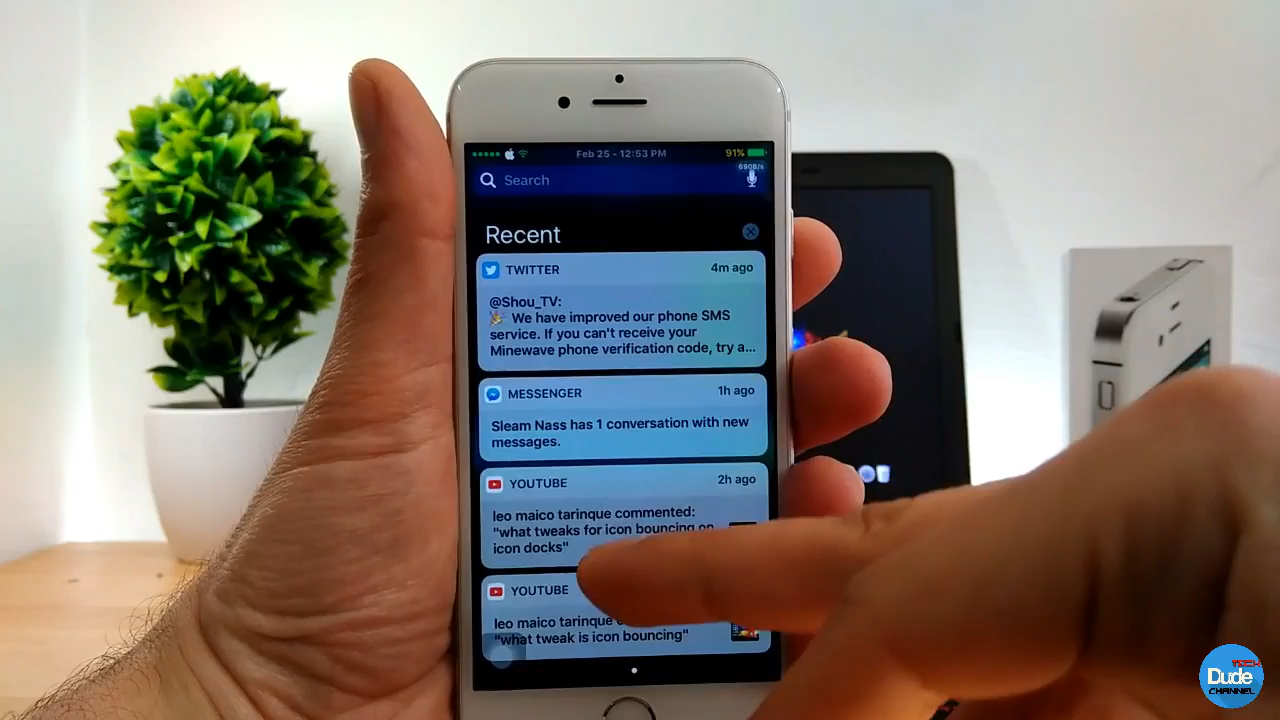 Feb 25 - 12:53 PM
91%
690B/s
Search
Recent
TWITTER
4m ago
@Shou_TV:
🎉 We have improved our phone SMS
service. If you can't receive your
Minewave phone verification code, try a...
MESSENGER
1h ago
Sleam Nass has 1 conversation with new
messages.
YOUTUBE
2h ago
leo maico tarinque commented:
"what tweaks for icon bouncing on
icon docks"
YOUTUBE
leo maico tarinque
"what tweak is icon bouncing"
TECH
Dude
CHANNEL